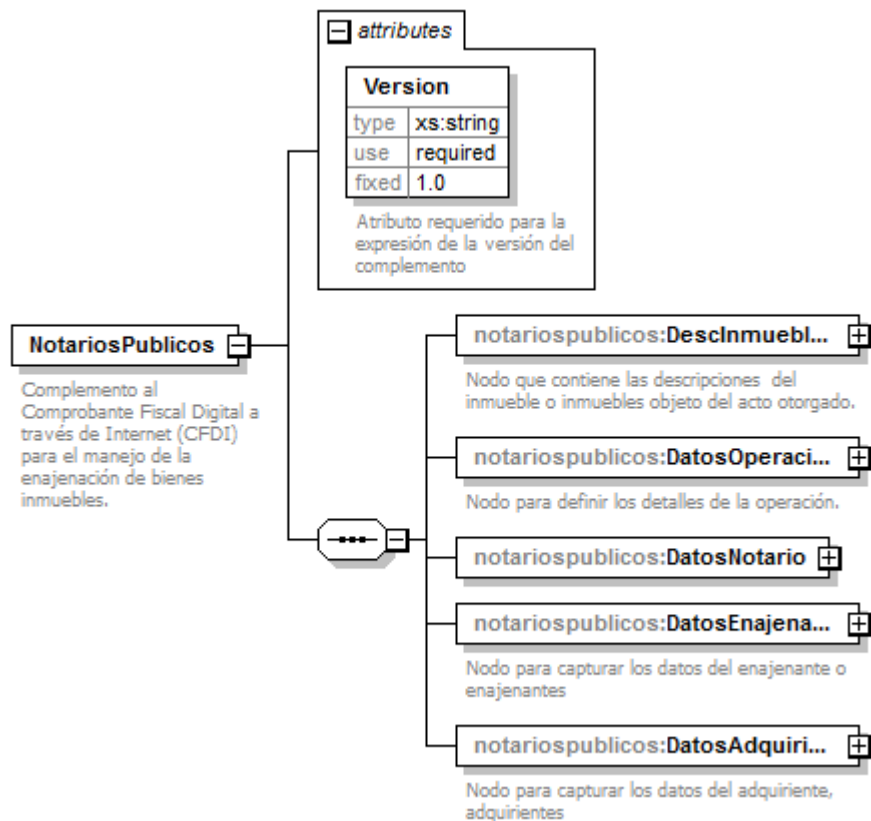 attributes
Version
type xs:string
use required
fixed 1.0
Atributo requerido para la
expresión de la versión del
complemento
NotariosPublicos
Complemento al
Comprobante Fiscal Digital a
través de Internet (CFDI)
para el manejo de la
enajenación de bienes
inmuebles.
notariospublicos:DescInmuebl...
Nodo que contiene las descripciones del
inmueble o inmuebles objeto del acto otorgado.
notariospublicos:DatosOperaci...
Nodo para definir los detalles de la operación.
notariospublicos:DatosNotario
notariospublicos:DatosEnajena...
Nodo para capturar los datos del enajenante o
enajenantes
notariospublicos:DatosAdquiri...
Nodo para capturar los datos del adquiriente,
adquirientes